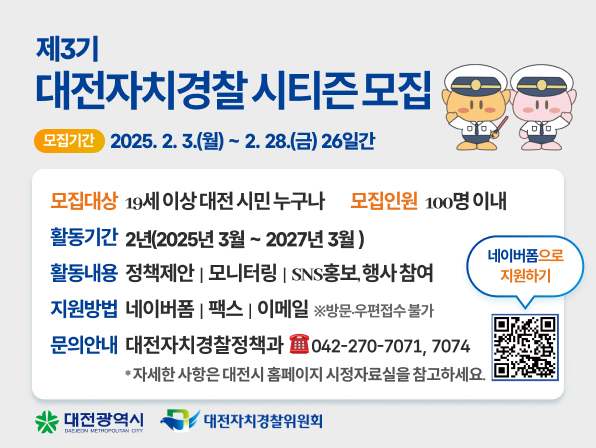 제3기
대전자치경찰 시티즌 모집
모집기간 2025. 2. 3.(월) ~ 2. 28.(금) 26일간
모집대상 19세 이상 대전 시민 누구나 모집인원 100명 이내
활동기간 2년(2025년 3월 ~ 2027년 3월 )
활동내용 정책제안 | 모니터링 | SNS홍보, 행사 참여
네이버폼으로
지원하기
지원방법 네이버폼 | 팩스 | 이메일 ※방문·우편접수 불가
문의안내 대전자치경찰정책과 ☎042-270-7071, 7074
* 자세한 사항은 대전시 홈페이지 시정자료실을 참고하세요.
대전광역시 대전자치경찰위원회
DAEJEON METROPOLITAN CITY